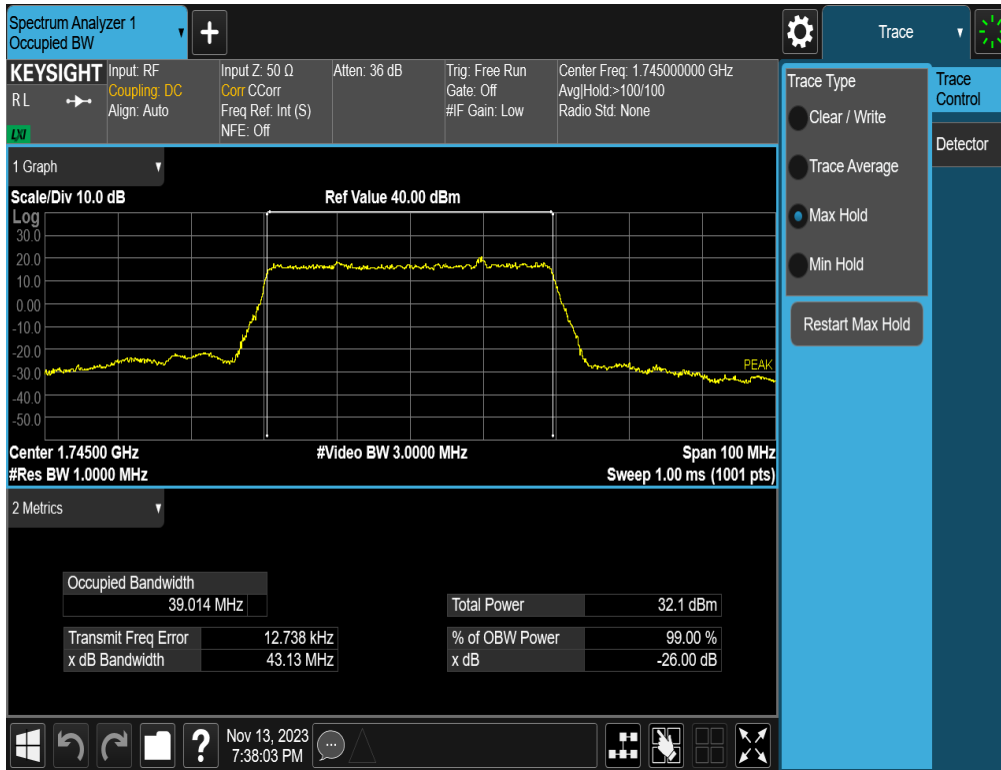 Spectrum Analyzer 1
Occupied BW
+
Trace
KEYSIGHT
R L
LXI
Input: RF
Coupling: DC
Align: Auto
Input Z: 50 Ω
Corr CCorr
Freq Ref: Int (S)
NFE: Off
Atten: 36 dB
Trig: Free Run
Gate: Off
#IF Gain: Low
Center Freq: 1.745000000 GHz
Avg|Hold:>100/100
Radio Std: None
Trace Type
Clear / Write
Trace Average
Max Hold
Min Hold
Restart Max Hold
Trace
Control
Detector
1 Graph
Scale/Div 10.0 dB
Ref Value 40.00 dBm
Log
30.0
20.0
10.0
0.00
-10.0
-20.0
-30.0
-40.0
-50.0
PEAK
Center 1.74500 GHz
#Video BW 3.0000 MHz
Span 100 MHz
#Res BW 1.0000 MHz
Sweep 1.00 ms (1001 pts)
2 Metrics
Occupied Bandwidth
39.014 MHz
Total Power 32.1 dBm
Transmit Freq Error 12.738 kHz
% of OBW Power 99.00 %
x dB Bandwidth 43.13 MHz
x dB -26.00 dB
?
Nov 13, 2023
7:38:03 PM